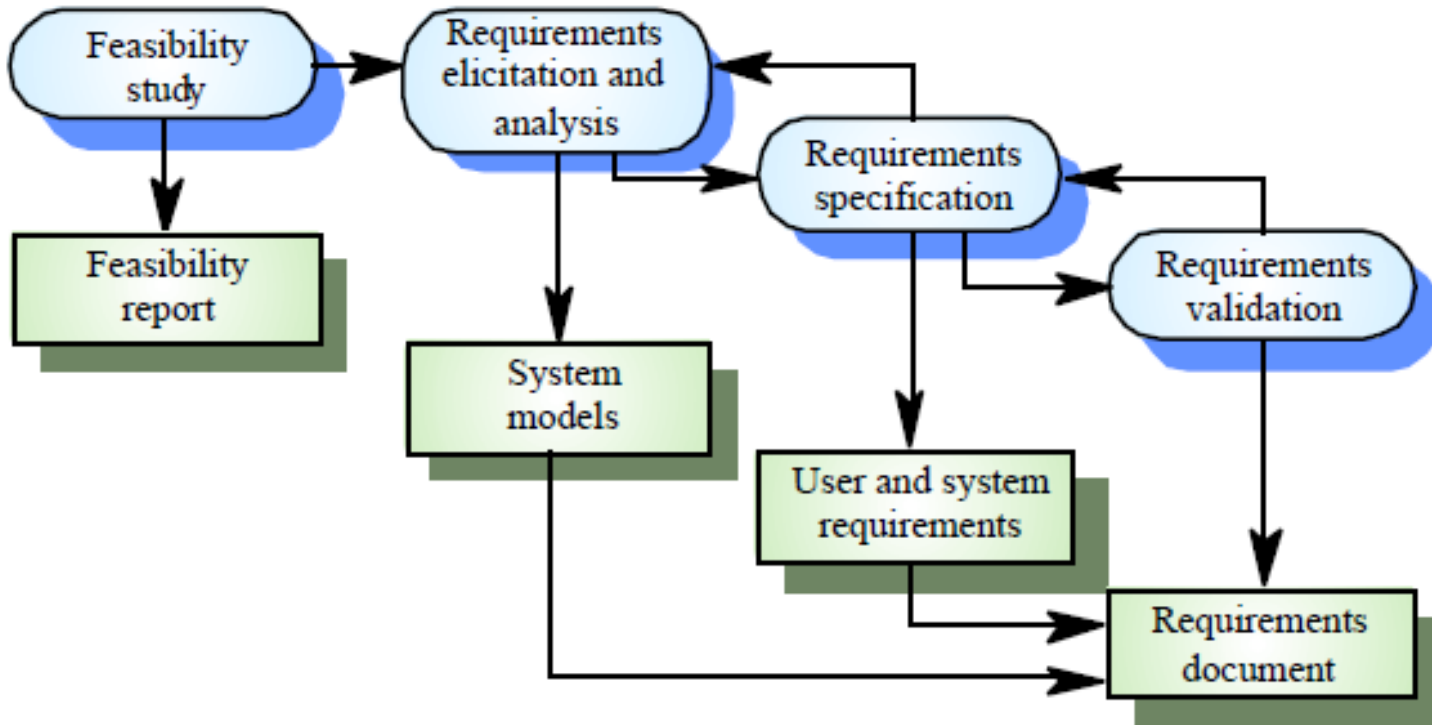 Feasibility
study
Requirements
elicitation and
analysis
Requirements
specification
Requirements
validation
Feasibility
report
System
models
User and system
requirements
Requirements
document